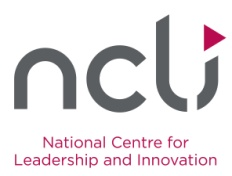 ncli
National Centre for
Leadership and Innovation